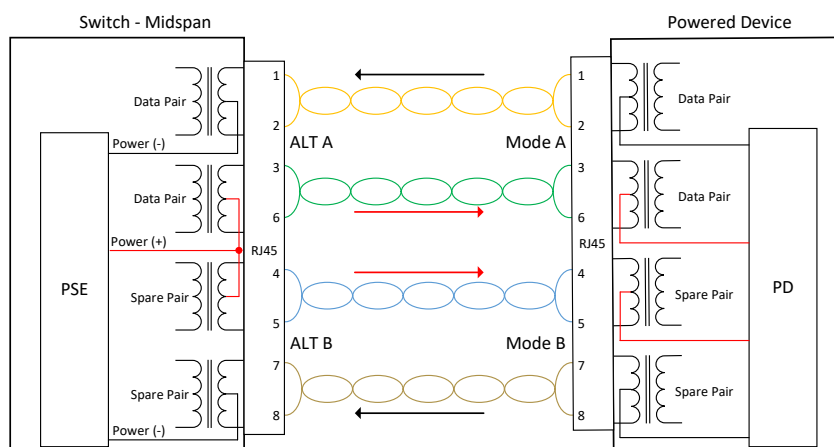 Switch - Midspan
Powered Device
1
1
Data Pair
Data Pair
2
2
Power (-)
ALT A
Mode A
3
3
Data Pair
Data Pair
6
6
Power (+)
RJ45
RJ45
4
4
PSE
PD
Spare Pair
Spare Pair
5
5
ALT B
Mode B
7
7
Spare Pair
Spare Pair
8
8
Power (-)